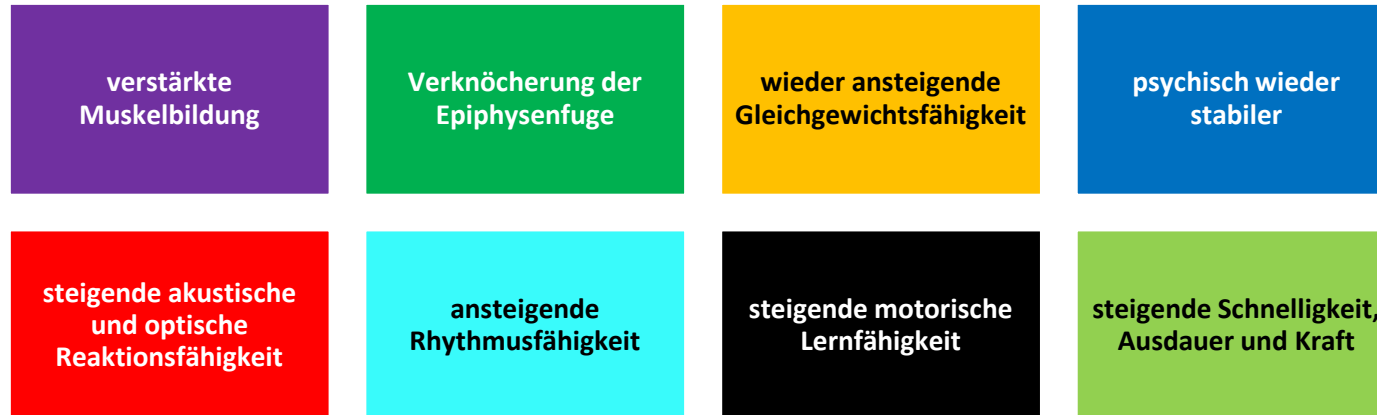 verstärkte
Muskelbildung
Verknöcherung der
Epiphysenfuge
wieder ansteigende
Gleichgewichtsfähigkeit
psychisch wieder
stabiler
steigende akustische
und optische
Reaktionsfähigkeit
ansteigende
Rhythmusfähigkeit
steigende motorische
Lernfähigkeit
steigende Schnelligkeit,
Ausdauer und Kraft